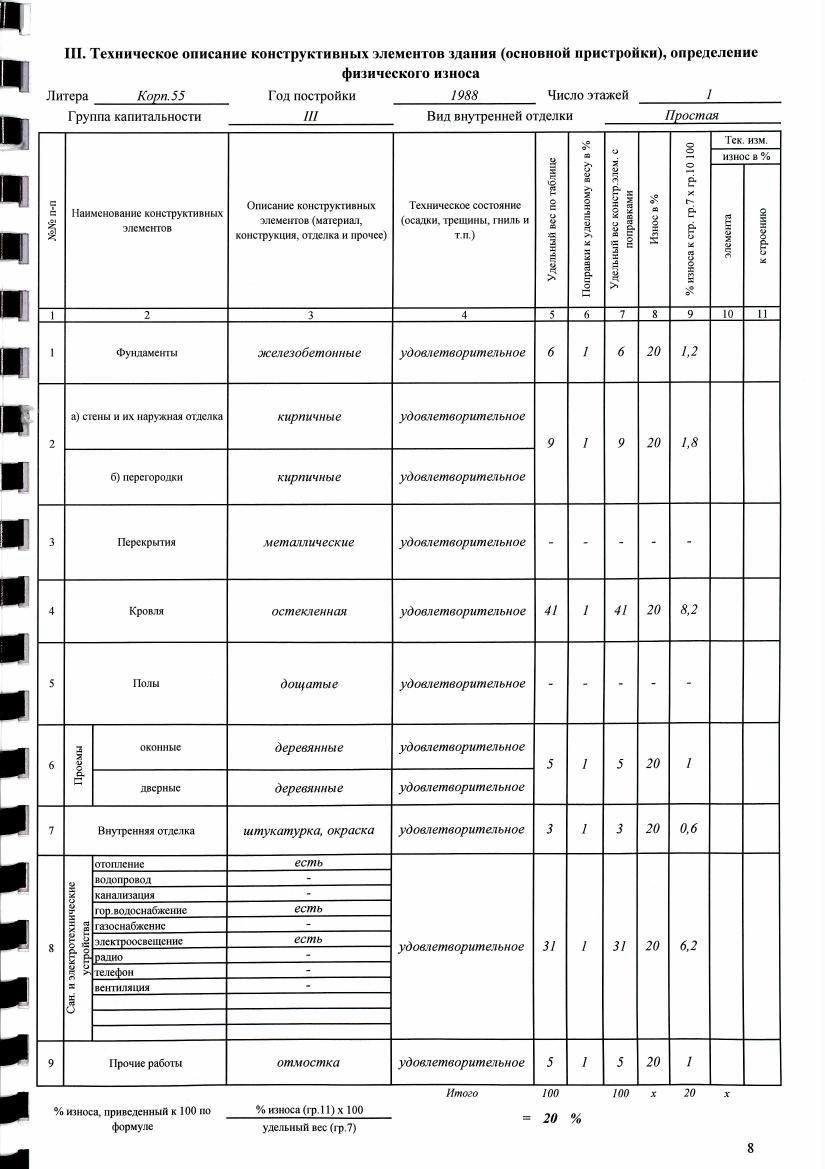 III. Техническое описание конструктивных элементов здания (основной пристройки), определение
физического износа
Литера Корп.55 Год постройки 1988 Число этажей 1
Группа капитальности III Вид внутренней отделки Простая
№№ п-п
Наименование конструктивных
элементов
Описание конструктивных
элементов (материал,
конструкция, отделка и прочее)
Техническое состояние
(осадки, трещины, гниль и
т.п.)
Удельный вес по таблице
Поправки к удельному весу в %
Удельный вес констр.элем. с
поправками
Износ в %
% износа к стр. гр.7 х гр.10 100
Тек. изм.
износ в %
элемента
к строению
1 2 3 4 5 6 7 8 9 10 11
1 Фундаменты железобетонные удовлетворительное 6 1 6 20 1,2
2
а) стены и их наружная отделка кирпичные удовлетворительное
9 1 9 20 1,8
б) перегородки кирпичные удовлетворительное
3 Перекрытия металлические удовлетворительное - - - - -
4 Кровля остекленная удовлетворительное 41 1 41 20 8,2
5 Полы дощатые удовлетворительное - - - - -
6 Проемы
оконные деревянные удовлетворительное
5 1 5 20 1
дверные деревянные удовлетворительное
7 Внутренняя отделка штукатурка, окраска удовлетворительное 3 1 3 20 0,6
8
Сан. и электротехнические
устройства
отопление есть
водопровод -
канализация -
гор.водоснабжение есть
газоснабжение -
электроосвещение есть
радио -
телефон -
вентиляция -
удовлетворительное 31 1 31 20 6,2
9 Прочие работы отмостка удовлетворительное 5 1 5 20 1
Итого 100 100 х 20 х
% износа, приведенный к 100 по
формуле
% износа (гр.11) х 100
удельный вес (гр.7)
= 20 %
8